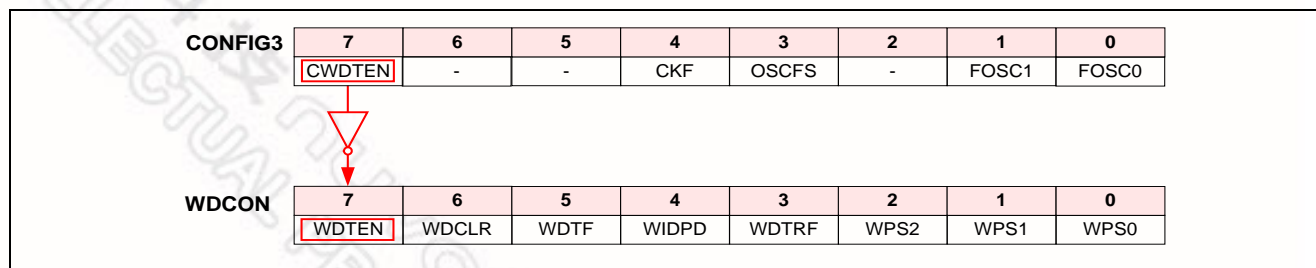 CONFIG3 7 6 5 4 3 2 1 0
CWDTEN - - CKF OSCFS - FOSC1 FOSC0
WDCON 7 6 5 4 3 2 1 0
WDTEN WDCLR WDTF WIDPD WDTRF WPS2 WPS1 WPS0